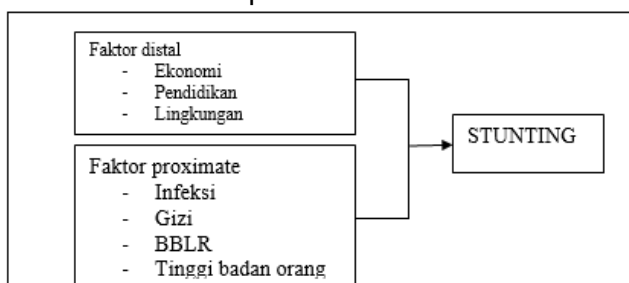 Faktor distal
- Ekonomi
- Pendidikan
- Lingkungan
STUNTING
Faktor proximate
- Infeksi
- Gizi
- BBLR
- Tinggi badan orang